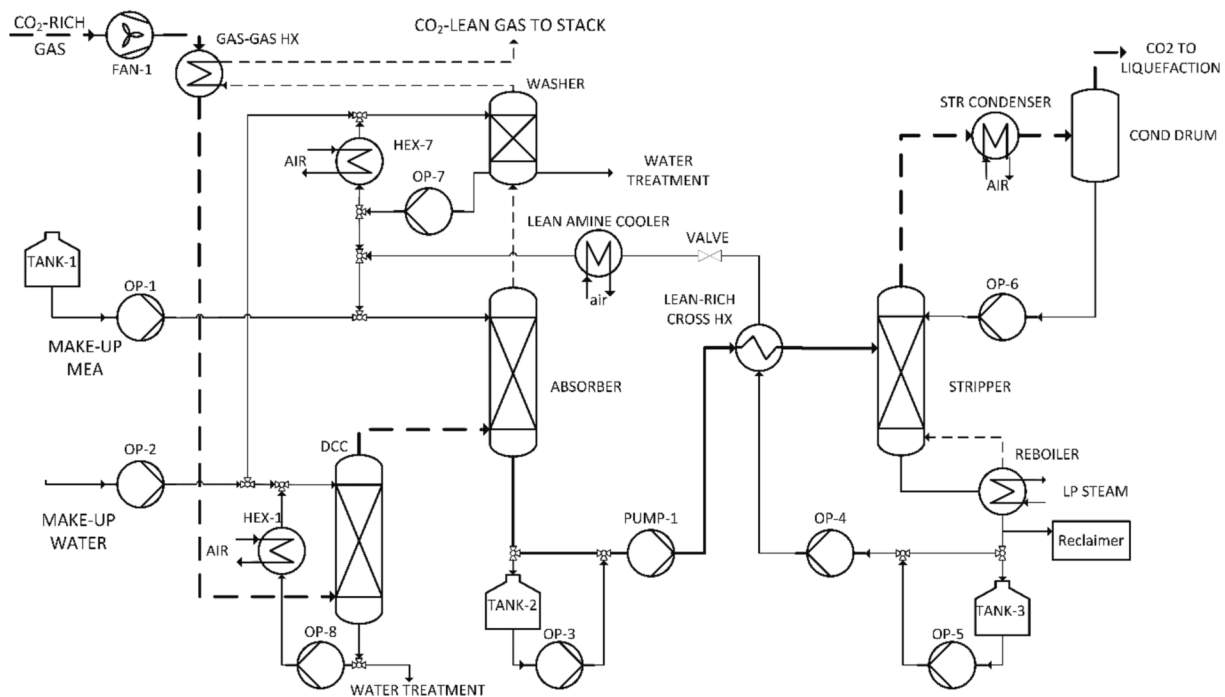 CO₂-RICH
GAS
FAN-1
GAS-GAS HX
CO₂-LEAN GAS TO STACK
WASHER
CO2 TO
LIQUEFACTION
STR CONDENSER
COND DRUM
AIR
HEX-7
AIR
OP-7
WATER
TREATMENT
LEAN AMINE COOLER
VALVE
air
TANK-1
OP-1
MAKE-UP
MEA
LEAN-RICH
CROSS HX
OP-6
ABSORBER
STRIPPER
DCC
OP-2
MAKE-UP
WATER
HEX-1
AIR
REBOILER
LP STEAM
PUMP-1
OP-4
Reclaimer
TANK-2
OP-3
TANK-3
OP-5
OP-8
WATER TREATMENT